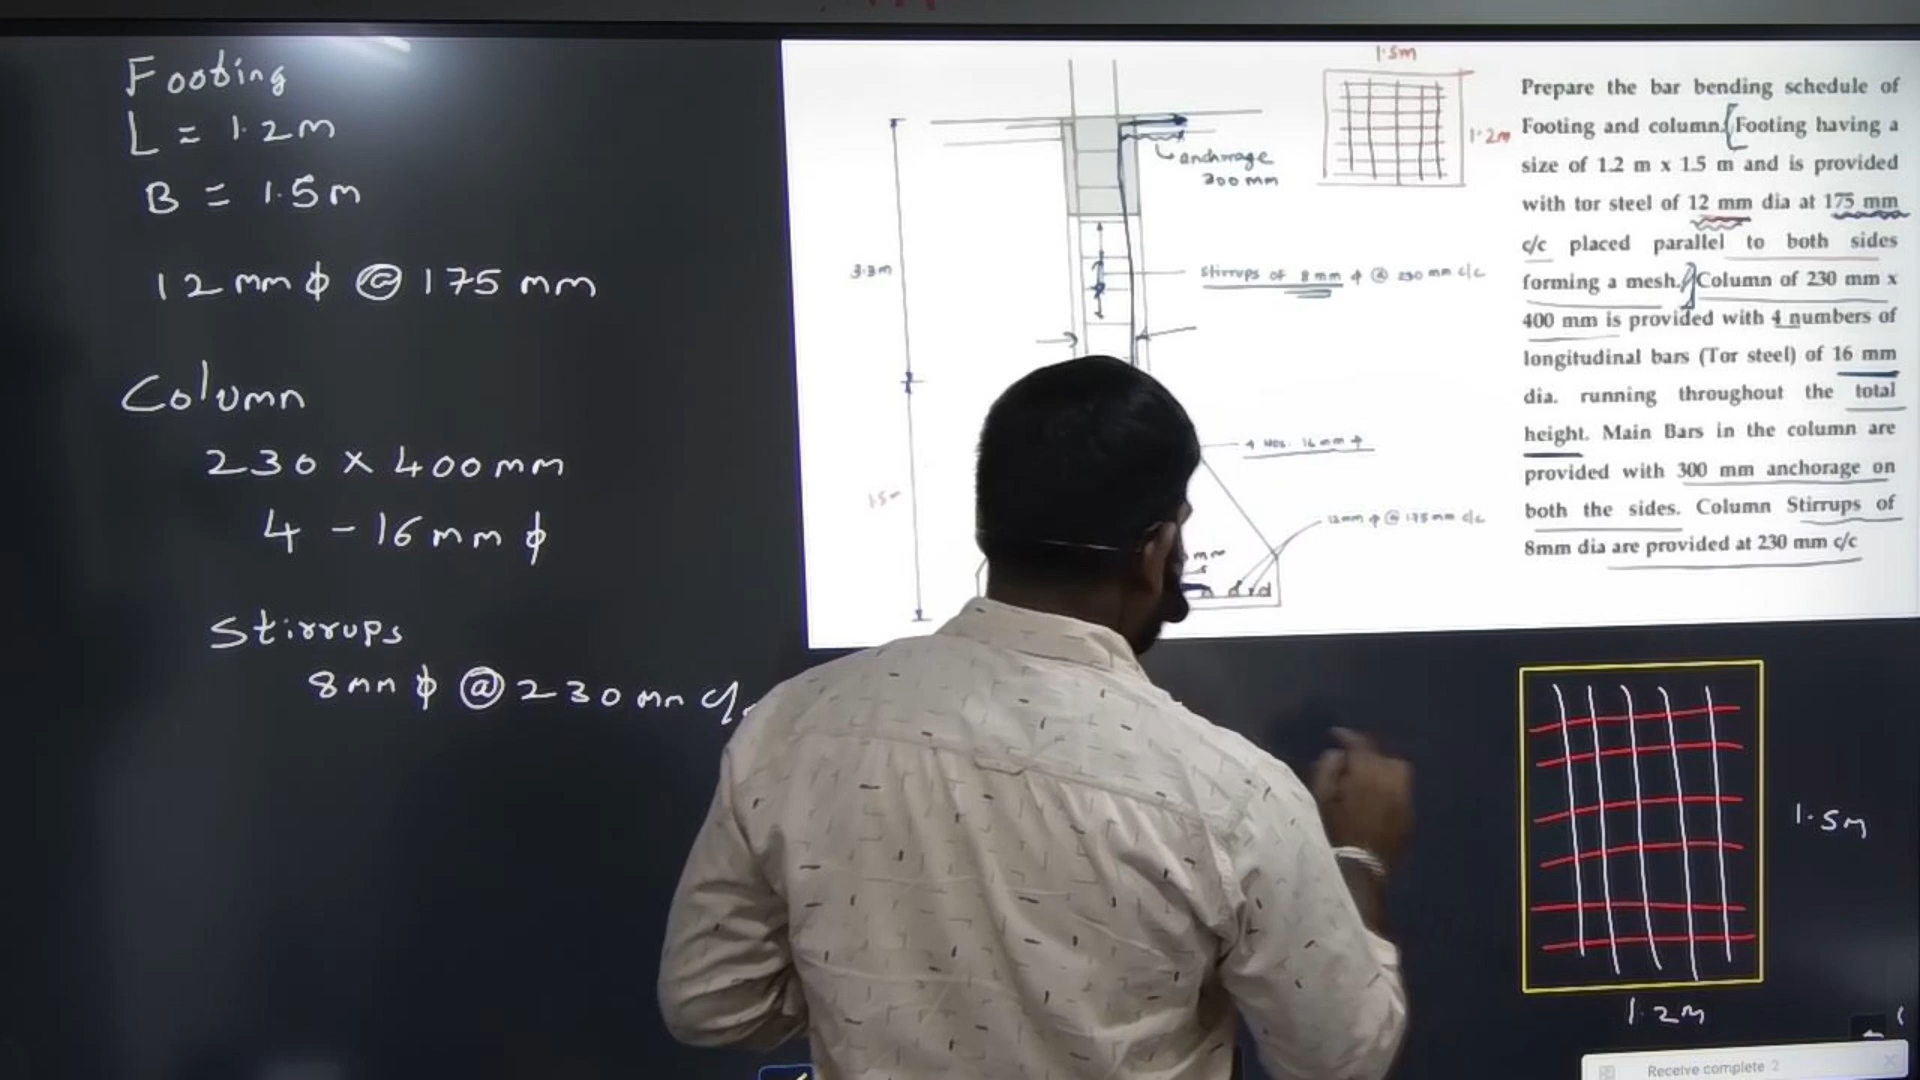 Footing
L = 1.2m
B = 1.5m
12mm ϕ @ 175 mm
Column
230 x 400mm
4 - 16mm ϕ
Stirrups
8mm ϕ @ 230 mm c/
anchorage
300 mm
3.3m
Stirrups of 8 mm ϕ @ 230 mm c/c
4 Nos. 16 mm ϕ
1.5m
12mm ϕ @ 175 mm c/c
mm
1.5m
1.2m
Prepare the bar bending schedule of
Footing and column. Footing having a
size of 1.2 m x 1.5 m and is provided
with tor steel of 12 mm dia at 175 mm
c/c placed parallel to both sides
forming a mesh. Column of 230 mm x
400 mm is provided with 4 numbers of
longitudinal bars (Tor steel) of 16 mm
dia. running throughout the total
height. Main Bars in the column are
provided with 300 mm anchorage on
both the sides. Column Stirrups of
8mm dia are provided at 230 mm c/c
1.5m
1.2m
Receive complete 2